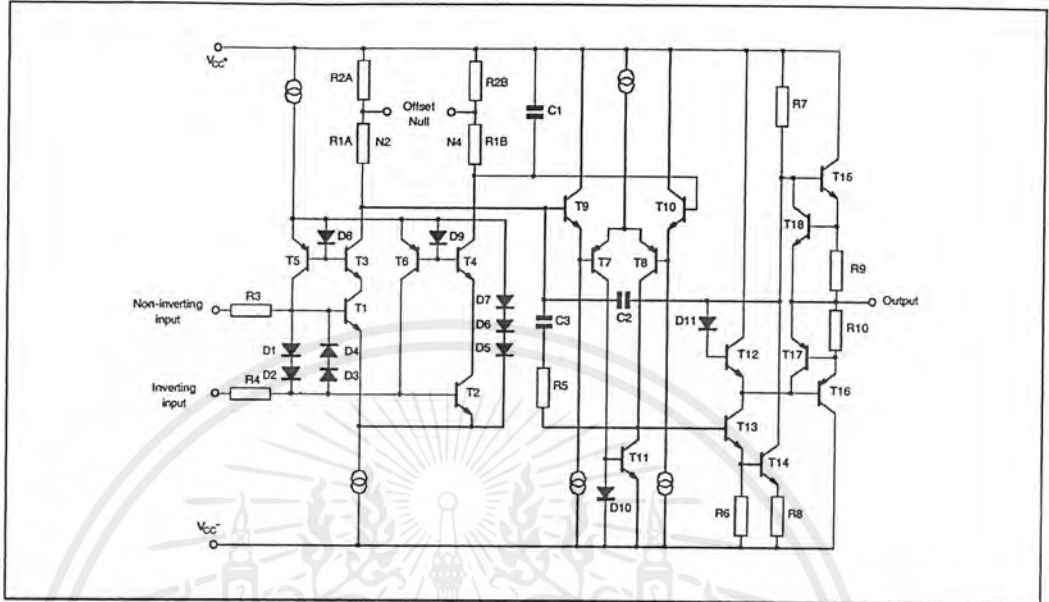 VCC+
R2A
R2B
Offset
Null
C1
R7
R1A
N2
N4
R1B
T15
T9
T10
T18
D8
D9
T5
T3
T6
T4
T7
T8
R9
Non-inverting
input
R3
T1
D7
C3
C2
D11
Output
D6
R10
D1
D4
D5
T12
T17
Inverting
input
R4
D2
D3
T2
R5
T16
T13
T11
T14
D10
R6
R8
VCC-